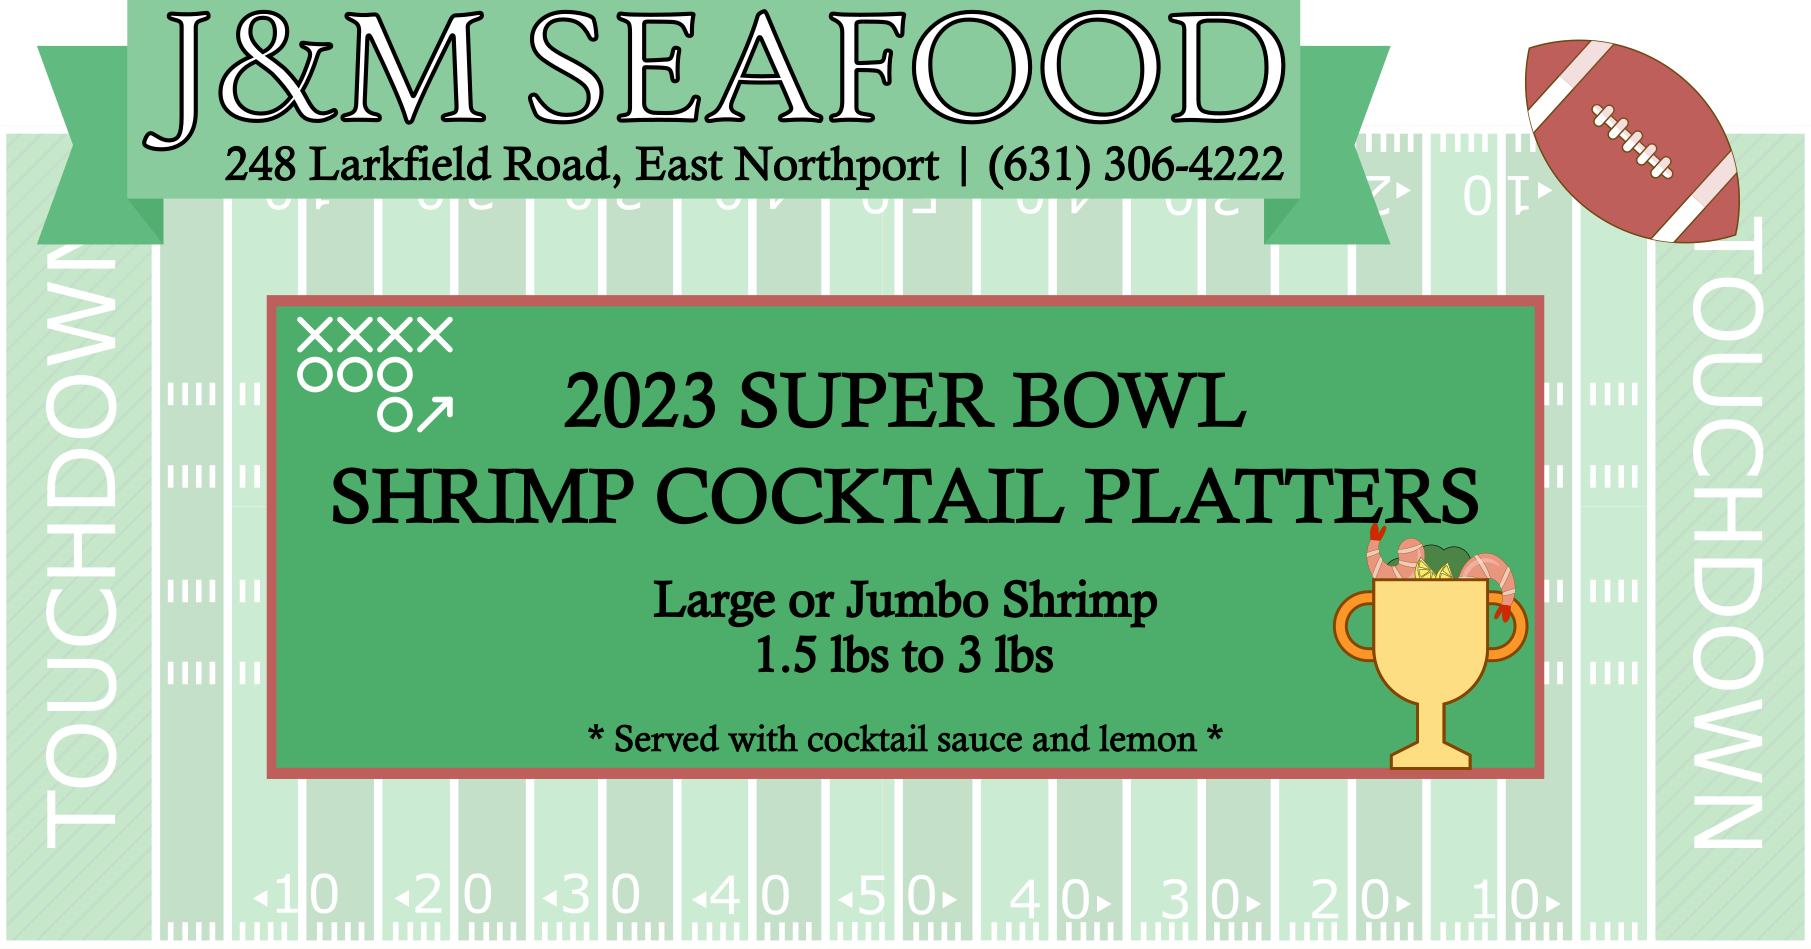 J&M SEAFOOD
248 Larkfield Road, East Northport | (631) 306-4222
TOUCHDOWN
2023 SUPER BOWL
SHRIMP COCKTAIL PLATTERS
Large or Jumbo Shrimp
1.5 lbs to 3 lbs
* Served with cocktail sauce and lemon *
TOUCHDOWN
10 20 30 40 50 40 30 20 10